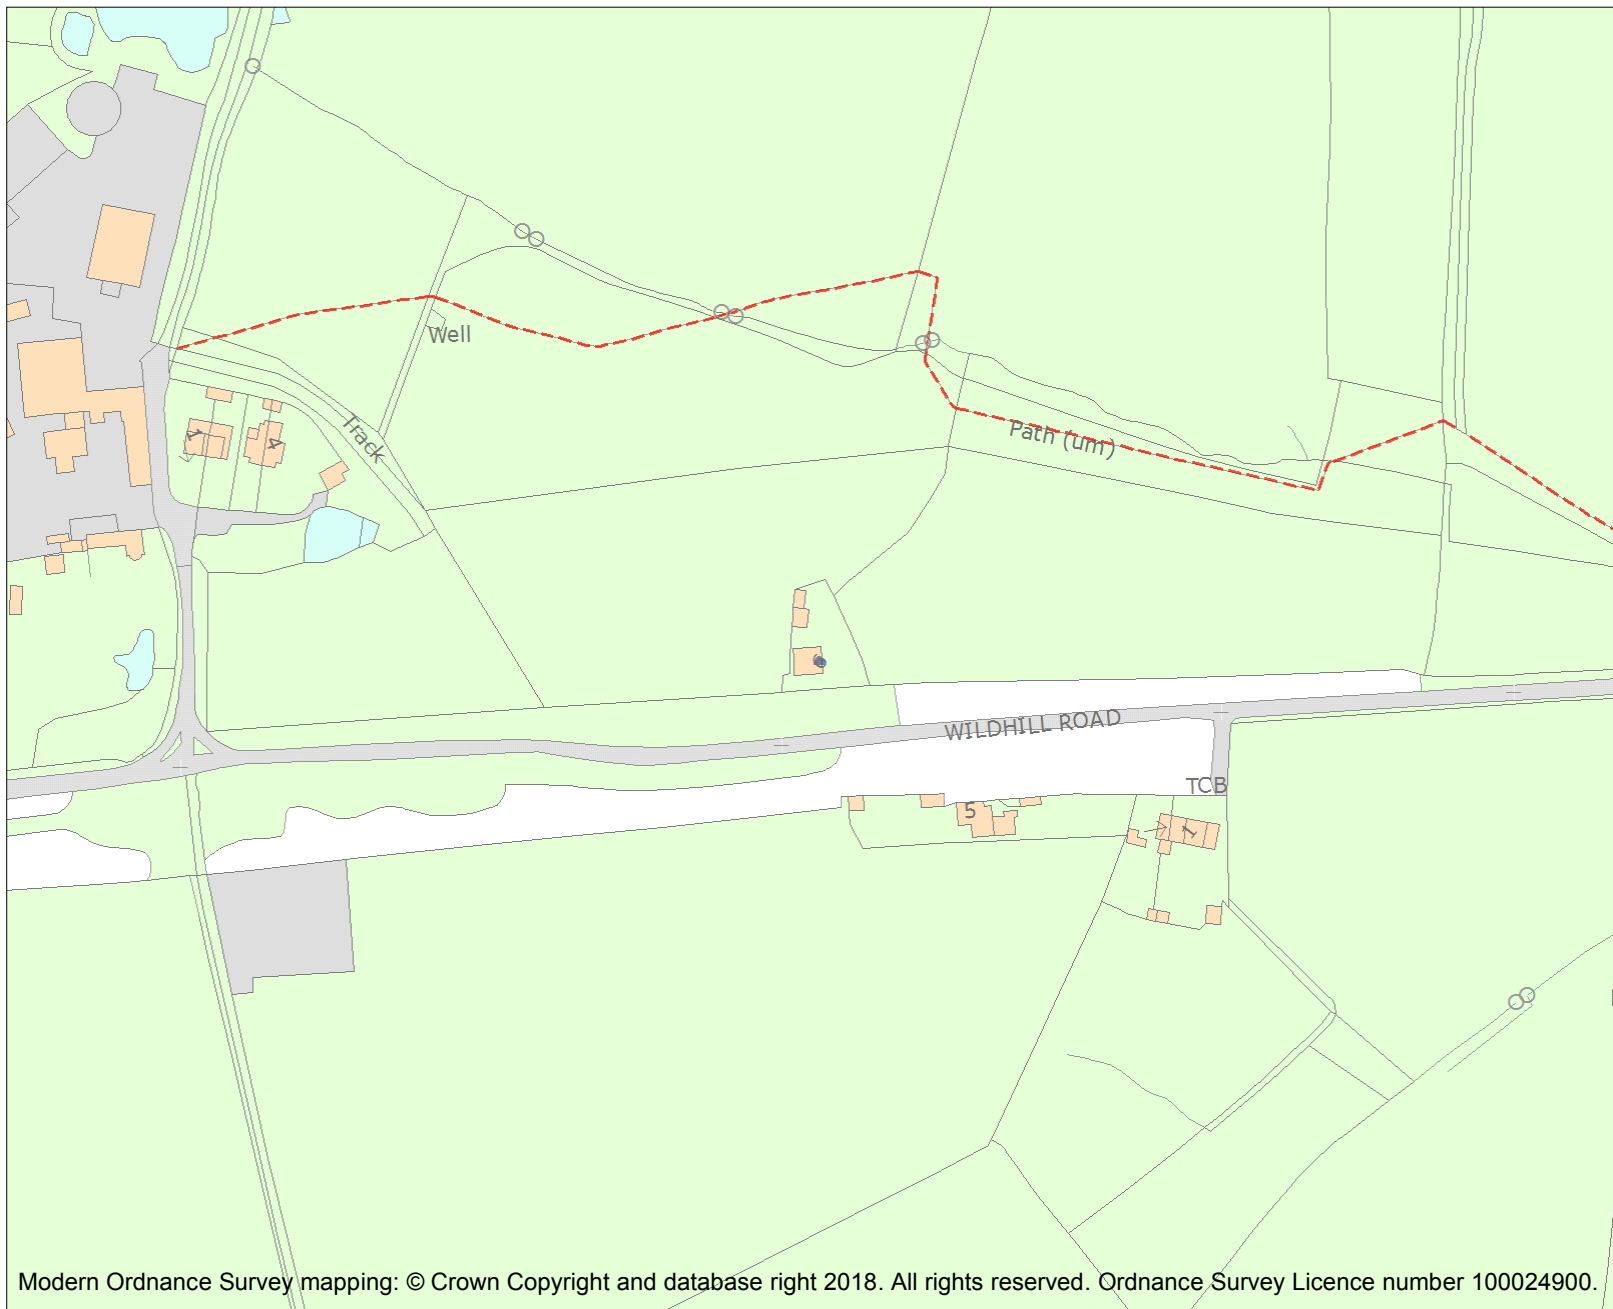 Well
Track
1
4
Path (um)
WILDHILL ROAD
TCB
5
1
Modern Ordnance Survey mapping: © Crown Copyright and database right 2018. All rights reserved. Ordnance Survey Licence number 100024900.